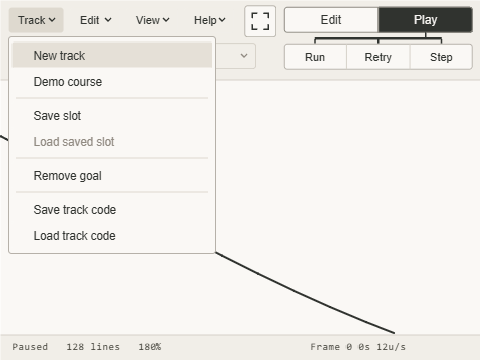 Track Edit View Help Edit Play
New track
Run Retry Step
Demo course
Save slot
Load saved slot
Remove goal
Save track code
Load track code
Paused 128 lines 180% Frame 0 0s 12u/s